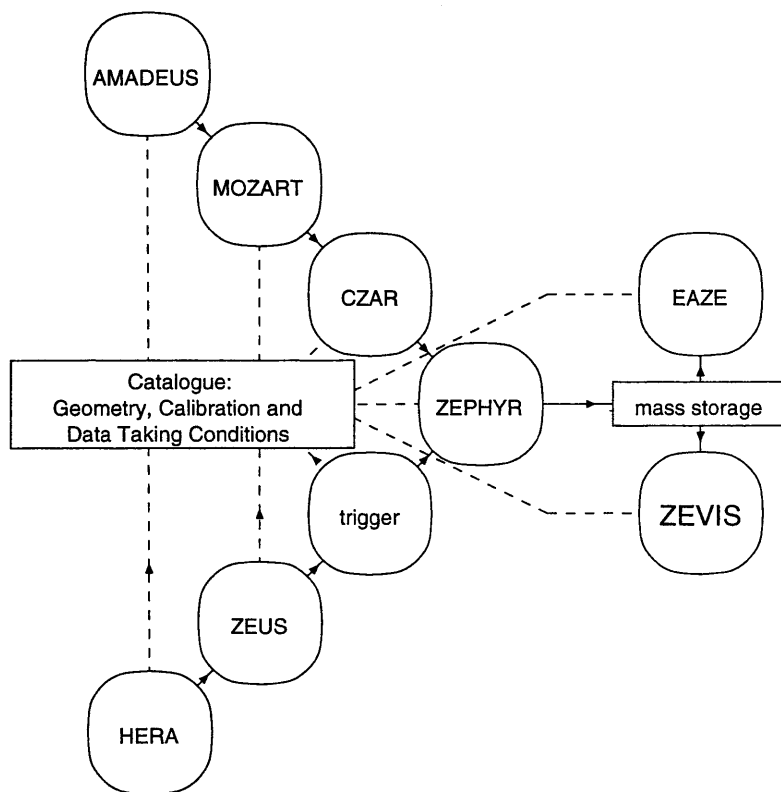 AMADEUS
MOZART
CZAR
EAZE
Catalogue:
Geometry, Calibration and
Data Taking Conditions
ZEPHYR
mass storage
trigger
ZEVIS
ZEUS
HERA